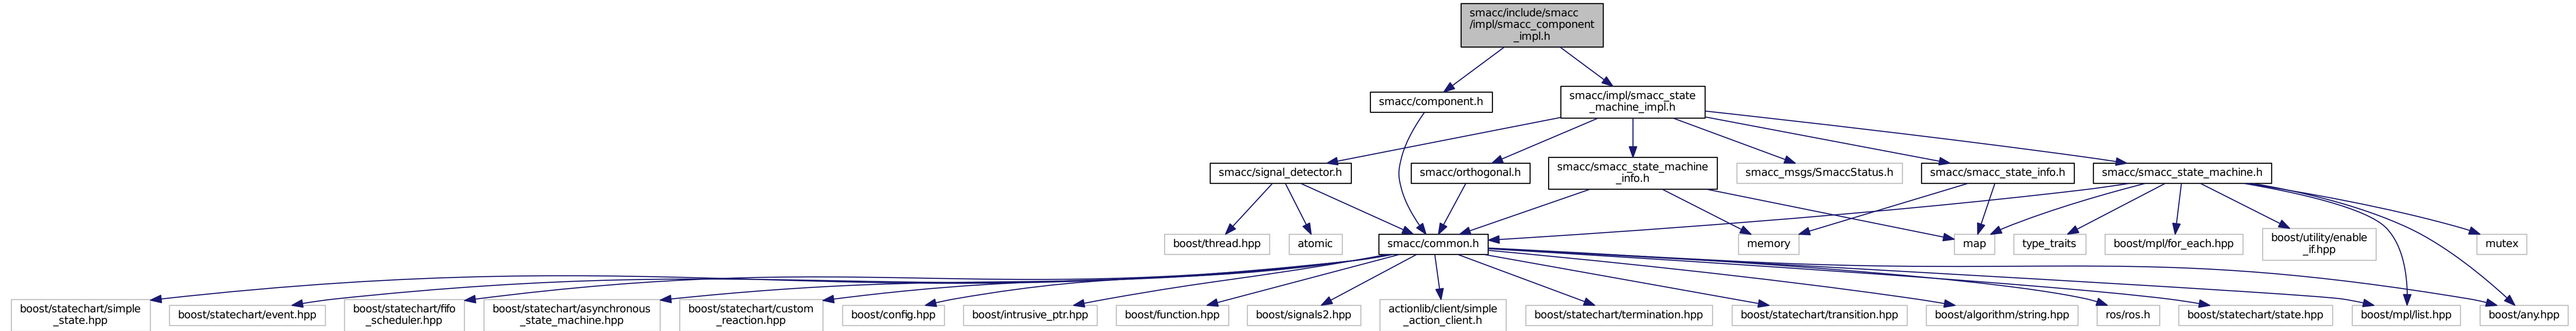 smacc/include/smacc
/impl/smacc_component
_impl.h
smacc/component.h
smacc/impl/smacc_state
_machine_impl.h
smacc/signal_detector.h
smacc/orthogonal.h
smacc/smacc_state_machine
_info.h
smacc_msgs/SmaccStatus.h
smacc/smacc_state_info.h
smacc/smacc_state_machine.h
boost/thread.hpp
atomic
smacc/common.h
memory
map
type_traits
boost/mpl/for_each.hpp
boost/utility/enable
_if.hpp
mutex
boost/statechart/simple
_state.hpp
boost/statechart/event.hpp
boost/statechart/fifo
_scheduler.hpp
boost/statechart/asynchronous
_state_machine.hpp
boost/statechart/custom
_reaction.hpp
boost/config.hpp
boost/intrusive_ptr.hpp
boost/function.hpp
boost/signals2.hpp
actionlib/client/simple
_action_client.h
boost/statechart/termination.hpp
boost/statechart/transition.hpp
boost/algorithm/string.hpp
ros/ros.h
boost/statechart/state.hpp
boost/mpl/list.hpp
boost/any.hpp